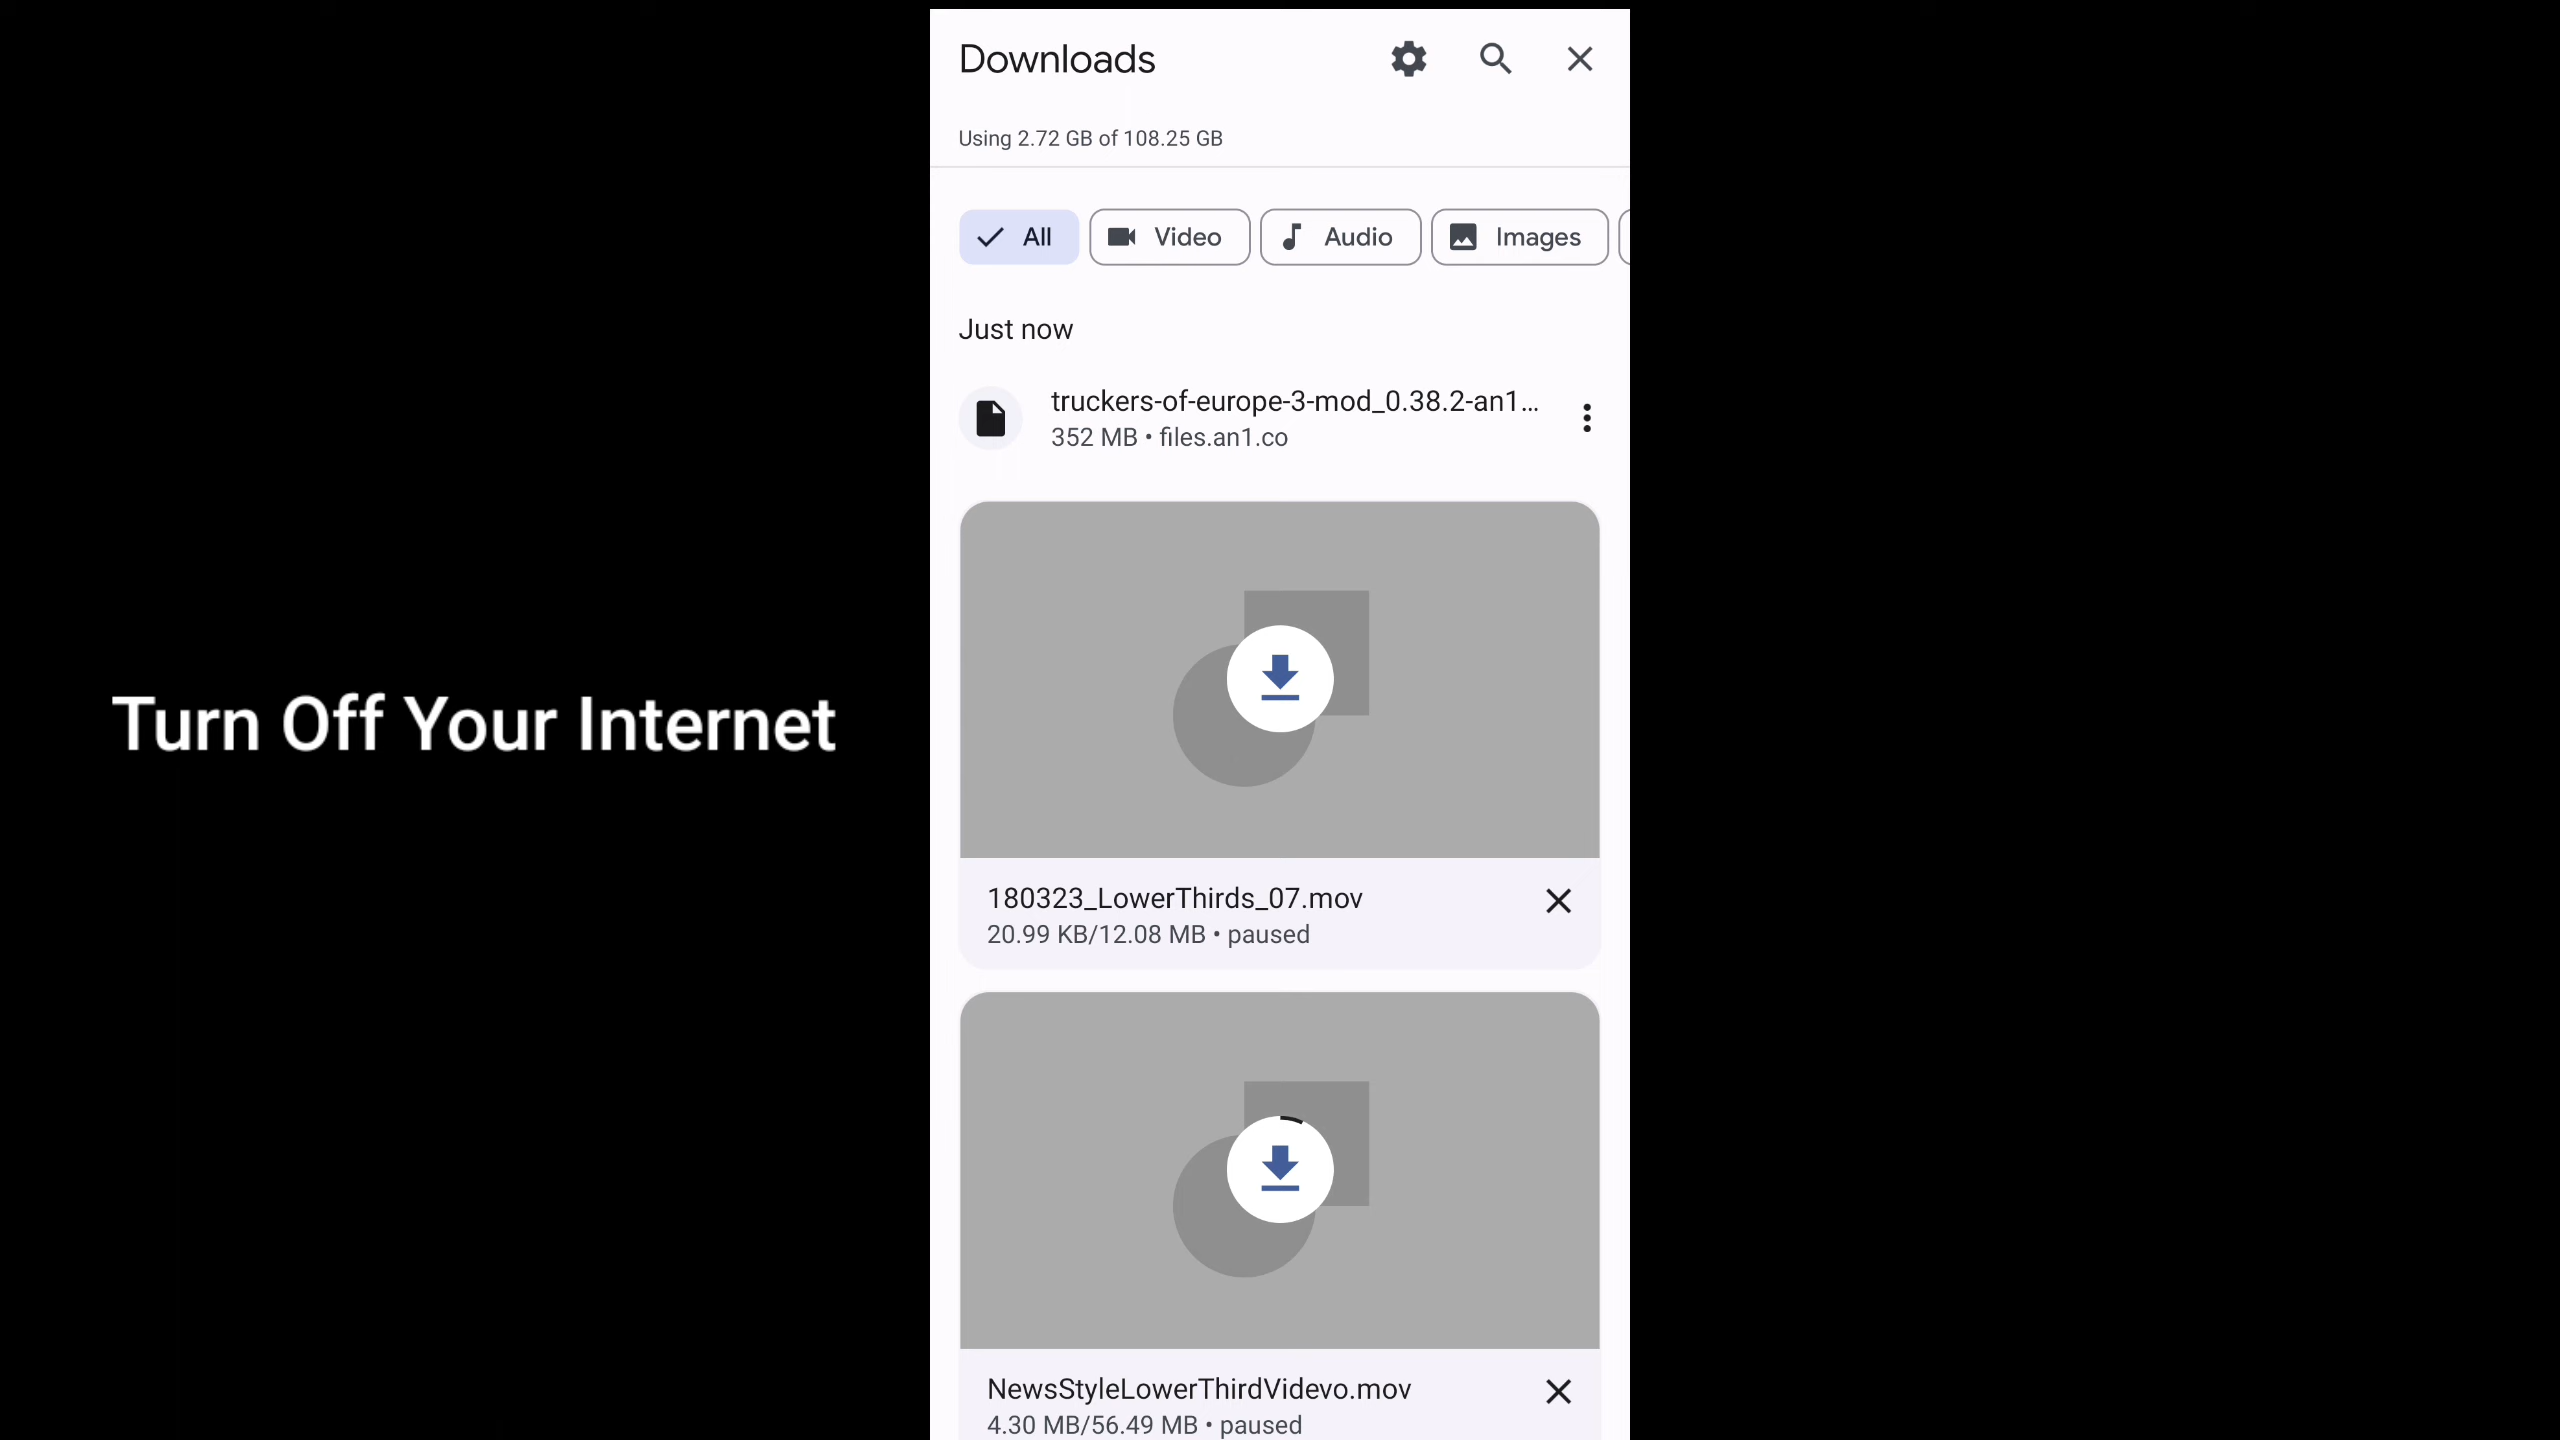 Downloads
Using 2.72 GB of 108.25 GB
All
Video
Audio
Images
Just now
truckers-of-europe-3-mod_0.38.2-an1...
352 MB • files.an1.co
Turn Off Your Internet
180323_LowerThirds_07.mov
20.99 KB/12.08 MB • paused
NewsStyleLowerThirdVidevo.mov
4.30 MB/56.49 MB • paused